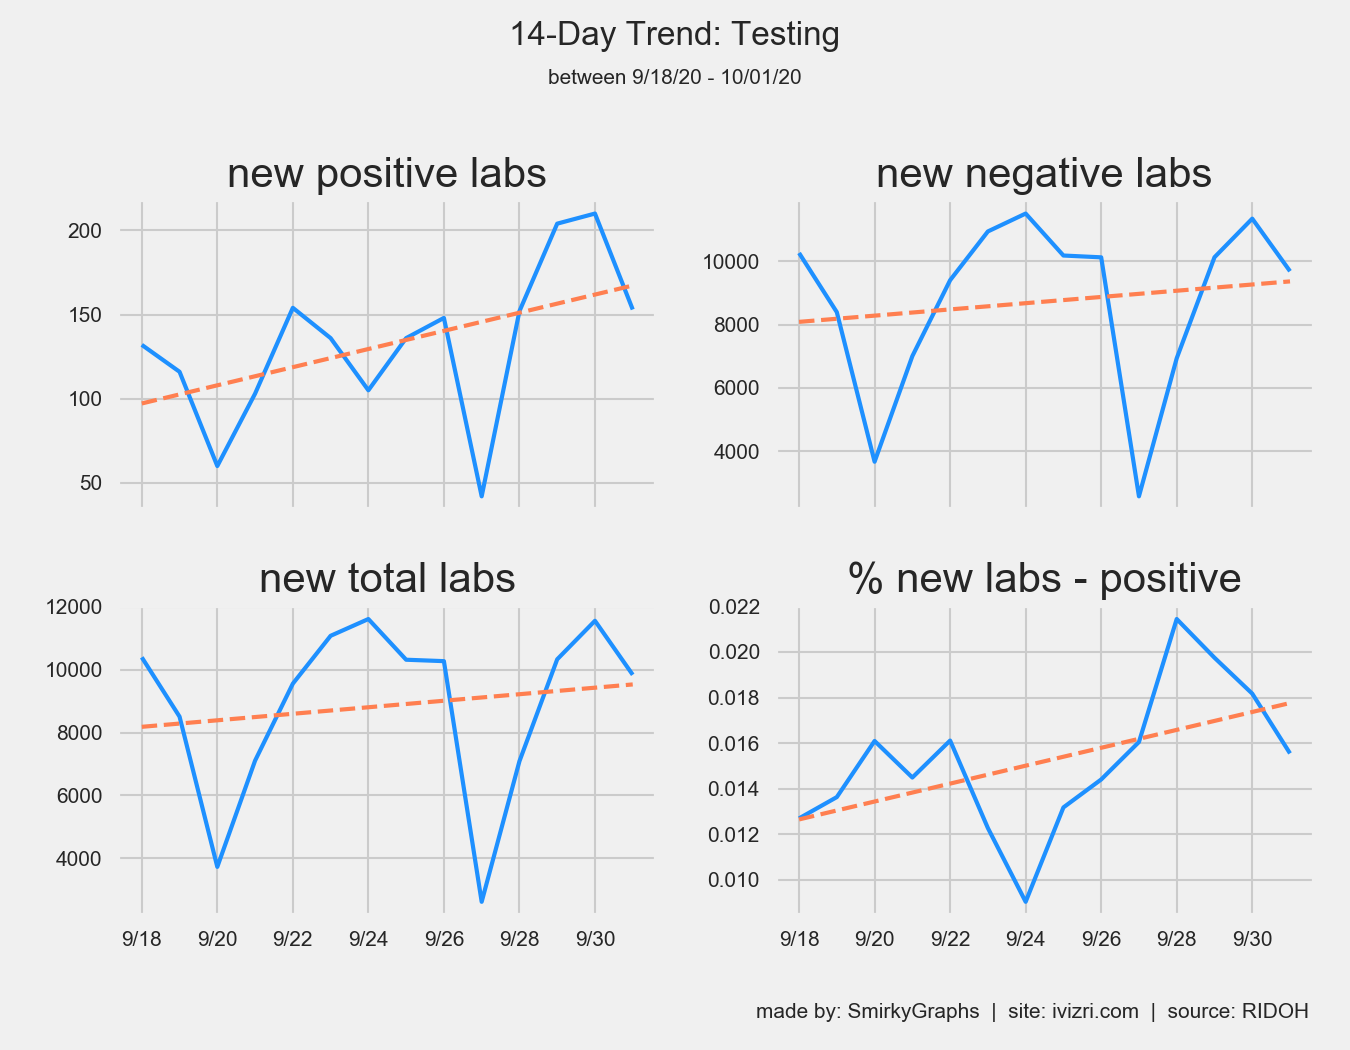 14-Day Trend: Testing
between 9/18/20 - 10/01/20
new positive labs
200
150
100
50
new negative labs
10000
8000
6000
4000
new total labs
12000
10000
8000
6000
4000
9/18 9/20 9/22 9/24 9/26 9/28 9/30
% new labs - positive
0.022
0.020
0.018
0.016
0.014
0.012
0.010
9/18 9/20 9/22 9/24 9/26 9/28 9/30
made by: SmirkyGraphs | site: ivizri.com | source: RIDOH